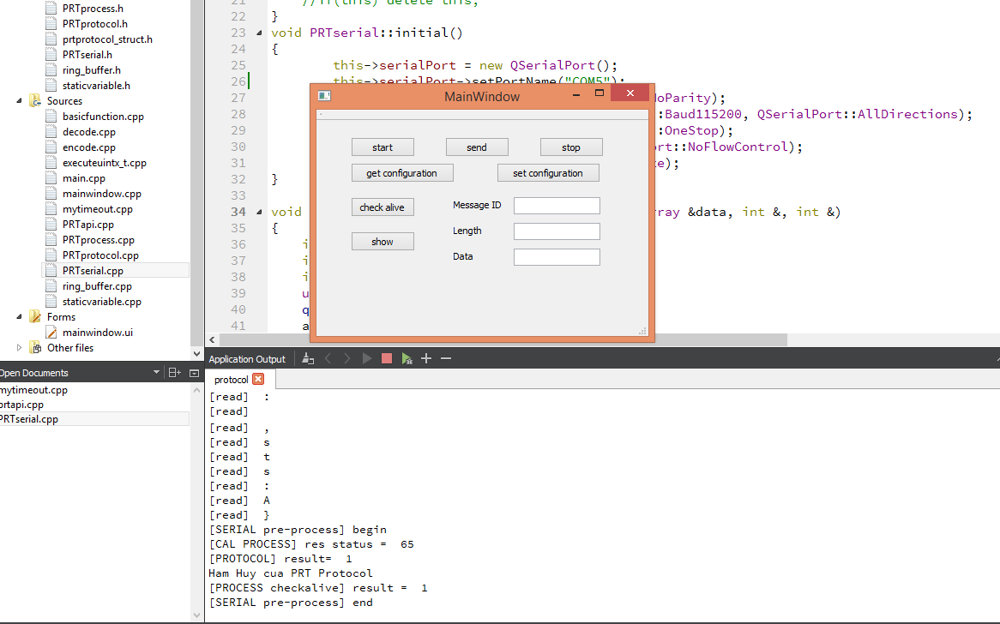 PRTprocess.h
PRTprotocol.h
prtprotocol_struct.h
PRTserial.h
ring_buffer.h
staticvariable.h
Sources
basicfunction.cpp
decode.cpp
encode.cpp
executeuintx_t.cpp
main.cpp
mainwindow.cpp
mytimeout.cpp
PRTapi.cpp
PRTprocess.cpp
PRTprotocol.cpp
PRTserial.cpp
ring_buffer.cpp
staticvariable.cpp
Forms
mainwindow.ui
Other files
Open Documents
mytimeout.cpp
prtapi.cpp
PRTserial.cpp
21 //if(this) delete this;
22 }
23 void PRTserial::initial()
24 {
25 this->serialPort = new QSerialPort();
26 this->serialPort->setPortName("COM5");
27 NoParity);
28 ::Baud115200, QSerialPort::AllDirections);
29 ::OneStop);
30 ort::NoFlowControl);
31 te);
32 }
33
34 void rray &data, int &, int &)
35 {
36 i
37 i
38 i
39 u
40 q
41 a
MainWindow
start send stop
get configuration set configuration
check alive Message ID
Length
show
Data
Application Output
protocol
[read] :
[read]
[read] ,
[read] s
[read] t
[read] s
[read] :
[read] A
[read] }
[SERIAL pre-process] begin
[CAL PROCESS] res status = 65
[PROTOCOL] result= 1
Ham Huy cua PRT Protocol
[PROCESS checkalive] result = 1
[SERIAL pre-process] end